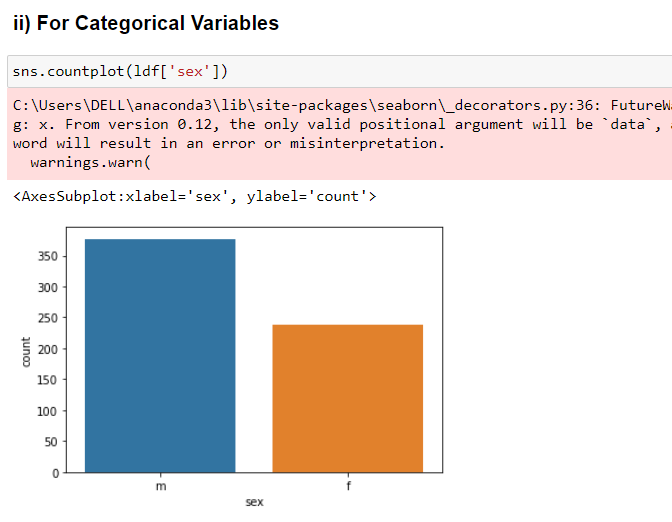 ii) For Categorical Variables
sns.countplot(ldf['sex'])
C:\Users\DELL\anaconda3\lib\site-packages\seaborn\_decorators.py:36: FutureW
g: x. From version 0.12, the only valid positional argument will be `data`,
word will result in an error or misinterpretation.
  warnings.warn(
<AxesSubplot:xlabel='sex', ylabel='count'>
350
300
250
200
150
100
50
0
count
m f
sex